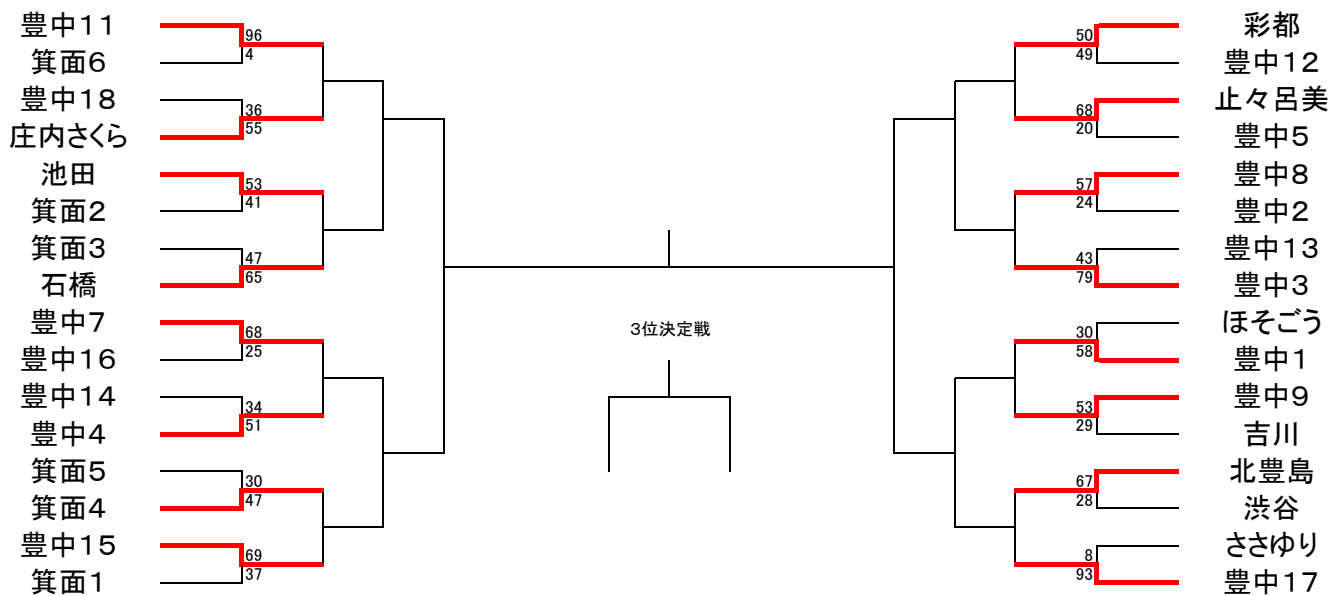 豊中11
96
4
箕面6
豊中18
36
55
庄内さくら
池田
53
41
箕面2
箕面3
47
65
石橋
豊中7
68
25
豊中16
豊中14
34
51
豊中4
箕面5
30
47
箕面4
豊中15
69
37
箕面1
3位決定戦
彩都
50
49
豊中12
止々呂美
68
20
豊中5
豊中8
57
24
豊中2
豊中13
43
79
豊中3
ほそごう
30
58
豊中1
豊中9
53
29
吉川
北豊島
67
28
渋谷
ささゆり
8
93
豊中17